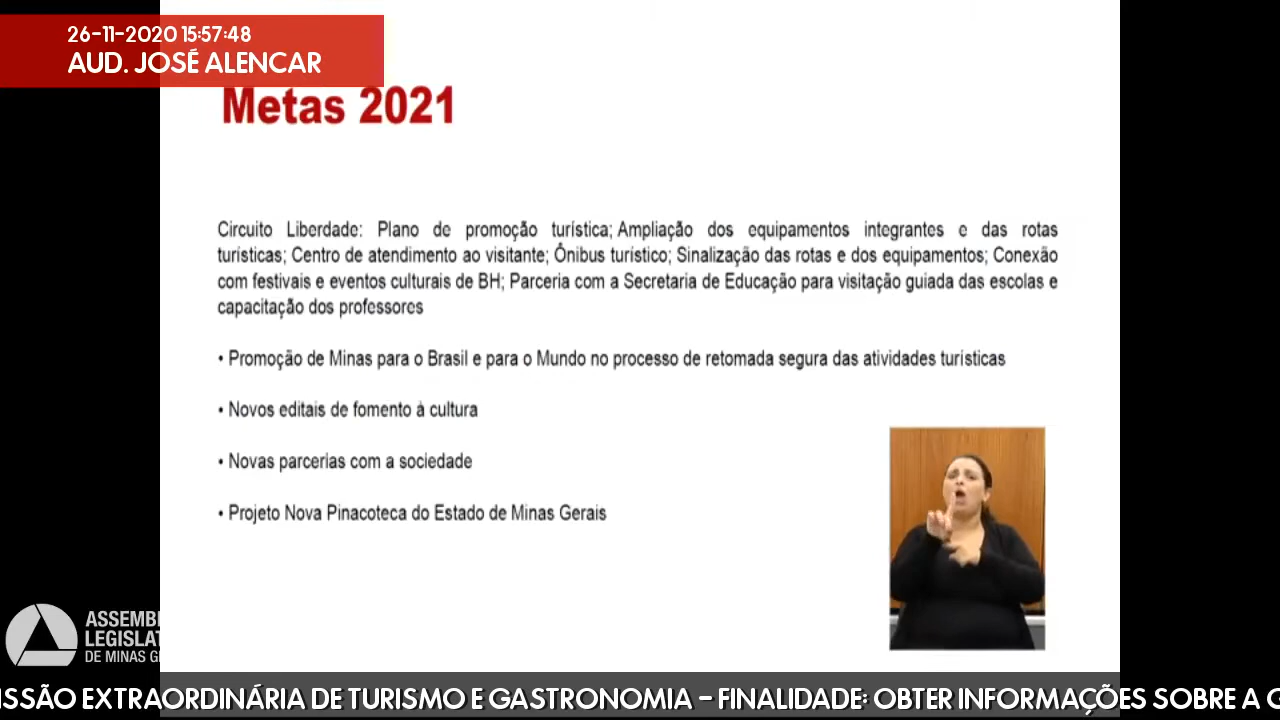 26-11-2020 15:57:48
AUD. JOSÉ ALENCAR
Metas 2021
Circuito Liberdade: Plano de promoção turística; Ampliação dos equipamentos integrantes e das rotas
turísticas; Centro de atendimento ao visitante; Ônibus turístico; Sinalização das rotas e dos equipamentos; Conexão
com festivais e eventos culturais de BH; Parceria com a Secretaria de Educação para visitação guiada das escolas e
capacitação dos professores
• Promoção de Minas para o Brasil e para o Mundo no processo de retomada segura das atividades turísticas
• Novos editais de fomento à cultura
• Novas parcerias com a sociedade
• Projeto Nova Pinacoteca do Estado de Minas Gerais
ASSEMBL
LEGISLAT
DE MINAS GE
ISSÃO EXTRAORDINÁRIA DE TURISMO E GASTRONOMIA – FINALIDADE: OBTER INFORMAÇÕES SOBRE A G